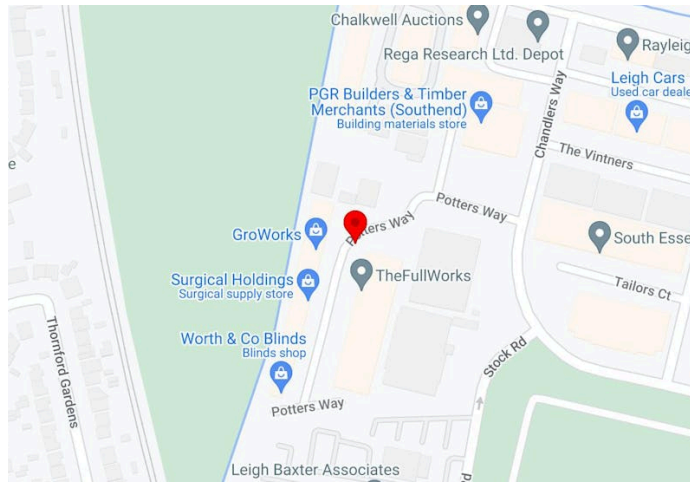 Chalkwell Auctions
Rega Research Ltd. Depot
Rayleig
PGR Builders & Timber
Merchants (Southend)
Building materials store
Leigh Cars
Used car deale
Chandlers Way
The Vintners
e
Potters Way
Potters Way
GroWorks
South Esse
Surgical Holdings
Surgical supply store
TheFullWorks
Tailors Ct
Thornford Gardens
Worth & Co Blinds
Blinds shop
Stock Rd
Potters Way
Leigh Baxter Associates
Rd